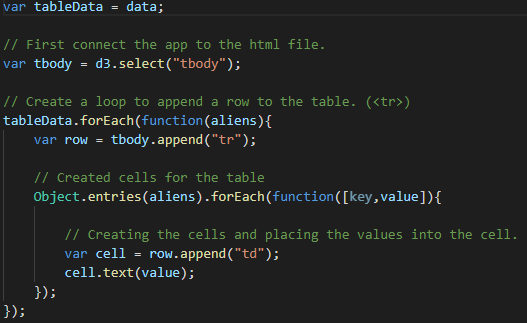 var tableData = data;
// First connect the app to the html file.
var tbody = d3.select("tbody");
// Create a loop to append a row to the table. (<tr>)
tableData.forEach(function(aliens){
    var row = tbody.append("tr");
    // Created cells for the table
    Object.entries(aliens).forEach(function([key,value]){
        // Creating the cells and placing the values into the cell.
        var cell = row.append("td");
        cell.text(value);
    });
});